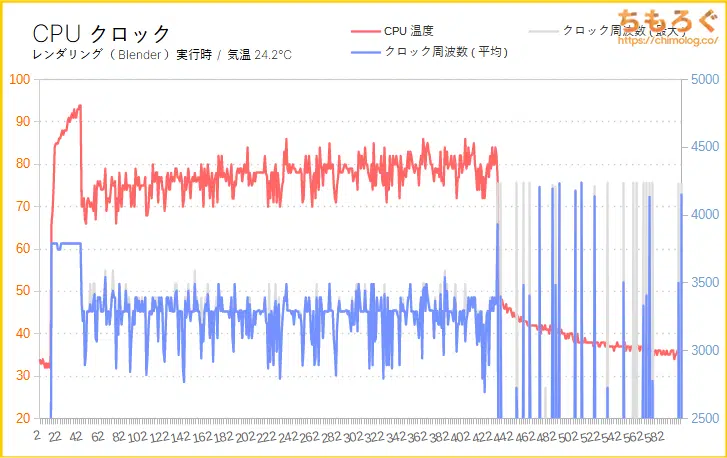 CPU クロック
レンダリング（Blender）実行時 / 気温 24.2°C
CPU 温度
クロック周波数 ( 最大 )
クロック周波数 ( 平均 )
ちもろぐ
https://chimolog.co/
100
90
80
70
60
50
40
30
20
5000
4500
4000
3500
3000
2500
2 22 42 62 82 102 122 142 162 182 202 222 242 262 282 302 322 342 362 382 402 422 442 462 482 502 522 542 562 582